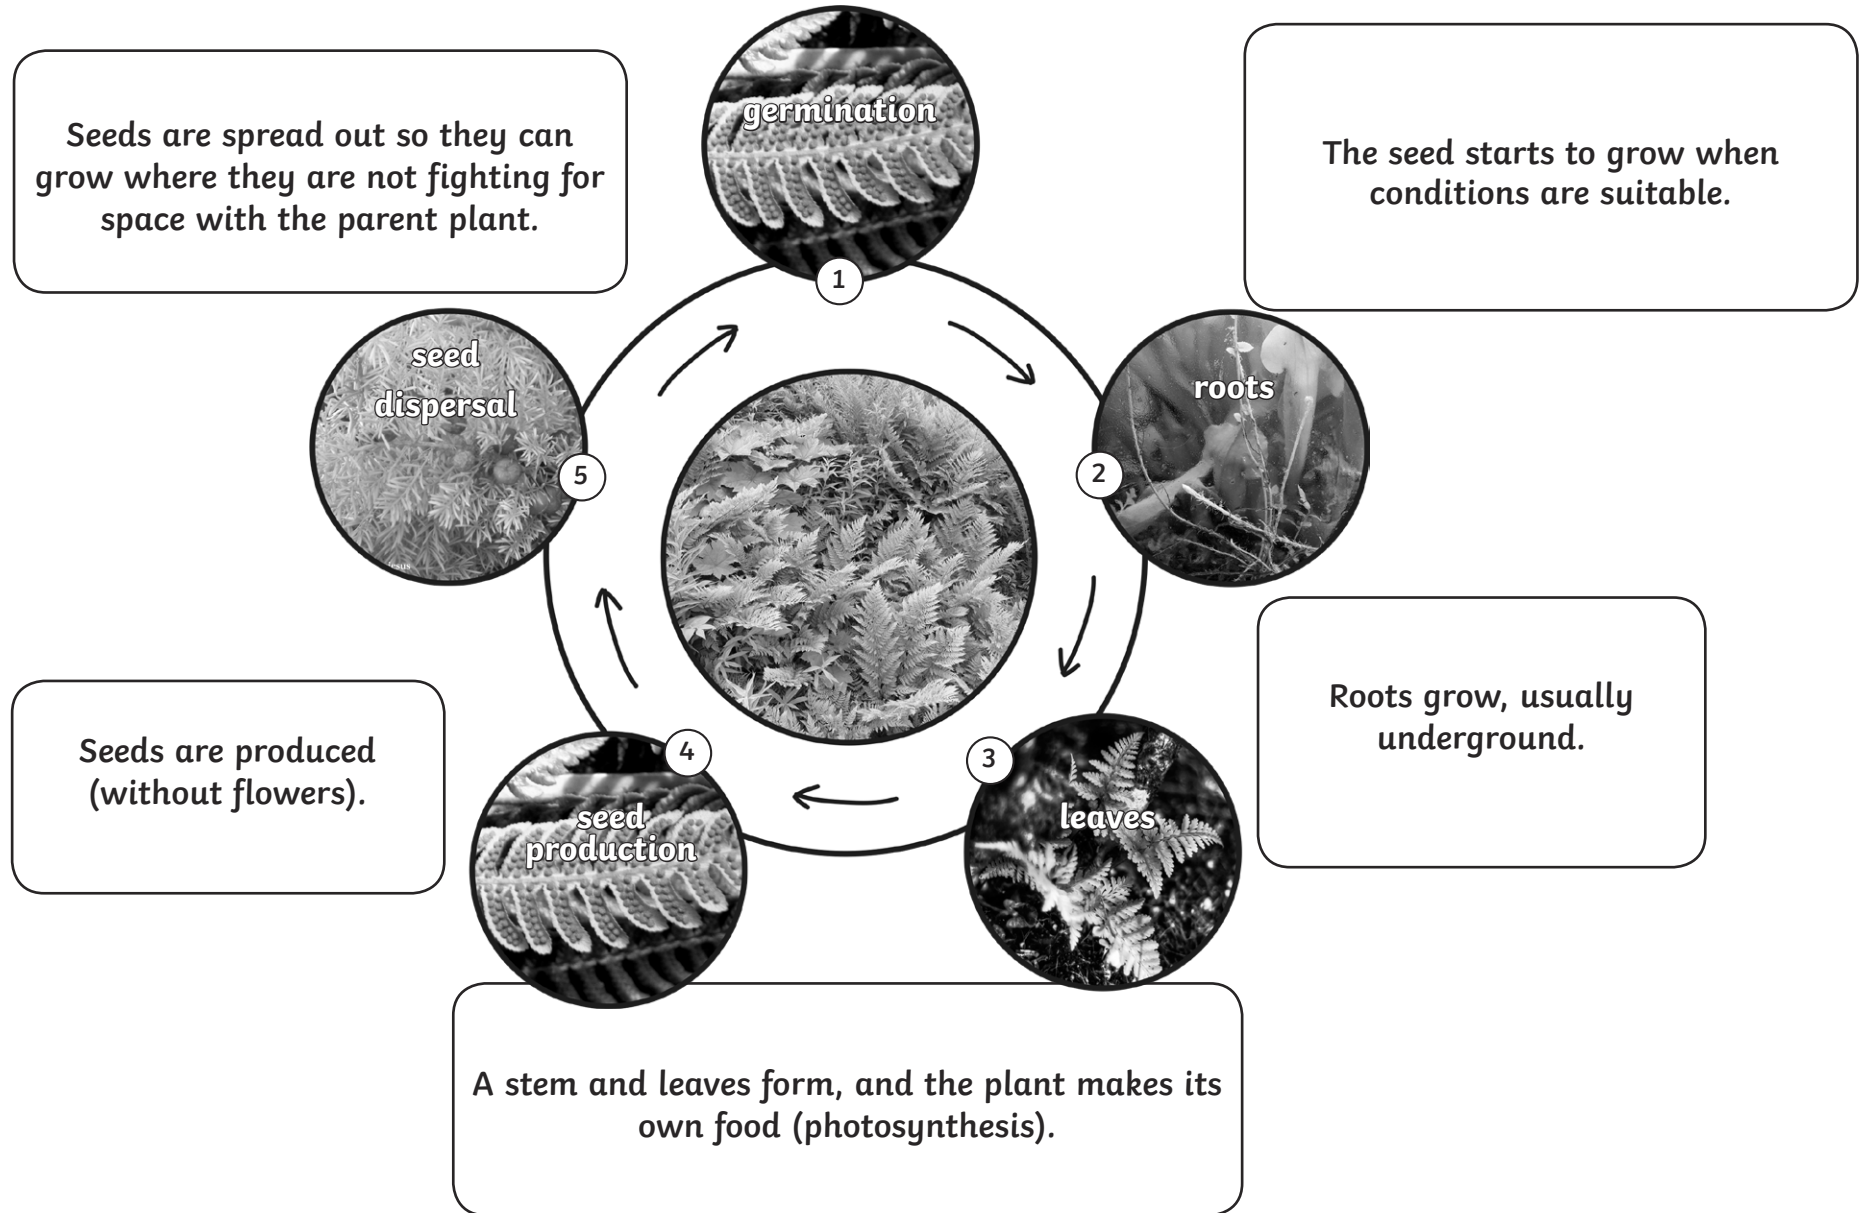 germination
1
The seed starts to grow when
conditions are suitable.
roots
2
Roots grow, usually
underground.
leaves
3
A stem and leaves form, and the plant makes its
own food (photosynthesis).
seed
production
4
Seeds are produced
(without flowers).
seed
dispersal
5
Seeds are spread out so they can
grow where they are not fighting for
space with the parent plant.